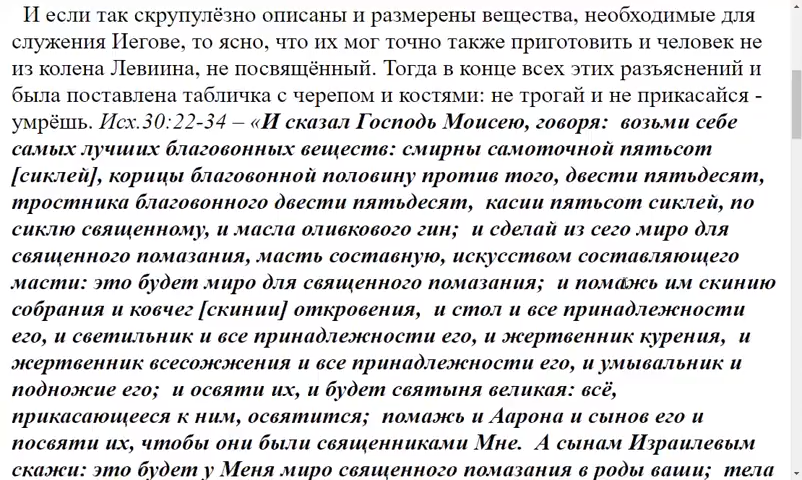 И если так скрупулёзно описаны и размерены вещества, необходимые для
служения Иегове, то ясно, что их мог точно также приготовить и человек не
из колена Левиина, не посвящённый. Тогда в конце всех этих разъяснений и
была поставлена табличка с черепом и костями: не трогай и не прикасайся -
умрёшь. Исх.30:22-34 – «И сказал Господь Моисею, говоря: возьми себе
самых лучших благовонных веществ: смирны самоточной пятьсот
[сиклей], корицы благовонной половину против того, двести пятьдесят,
тростника благовонного двести пятьдесят, касии пятьсот сиклей, по
сиклю священному, и масла оливкового гин; и сделай из сего миро для
священного помазания, масть составную, искусством составляющего
масти: это будет миро для священного помазания; и помажь им скинию
собрания и ковчег [скинии] откровения, и стол и все принадлежности
его, и светильник и все принадлежности его, и жертвенник курения, и
жертвенник всесожжения и все принадлежности его, и умывальник и
подножие его; и освяти их, и будет святыня великая: всё,
прикасающееся к ним, освятится; помажь и Аарона и сынов его и
посвяти их, чтобы они были священниками Мне. А сынам Израилевым
скажи: это будет у Меня миро священного помазания в роды ваши; тела